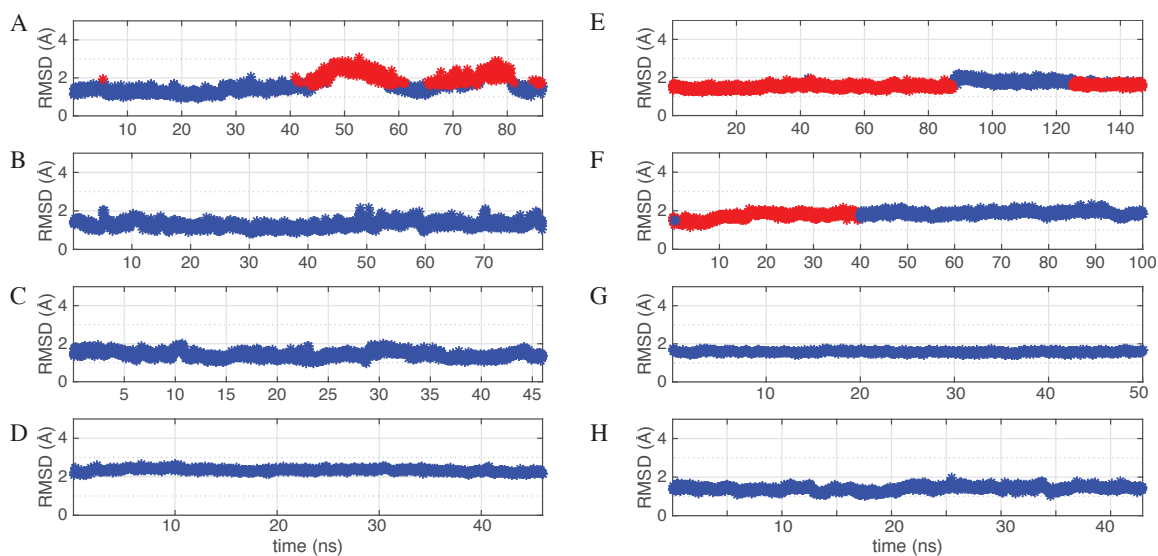 A
RMSD (Å)
4
2
0
10 20 30 40 50 60 70 80
B
RMSD (Å)
4
2
0
10 20 30 40 50 60 70
C
RMSD (Å)
4
2
0
5 10 15 20 25 30 35 40 45
D
RMSD (Å)
4
2
0
10 20 30 40
time (ns)
E
RMSD (Å)
4
2
0
20 40 60 80 100 120 140
F
RMSD (Å)
4
2
0
10 20 30 40 50 60 70 80 90 100
G
RMSD (Å)
4
2
0
10 20 30 40 50
H
RMSD (Å)
4
2
0
10 20 30 40
time (ns)